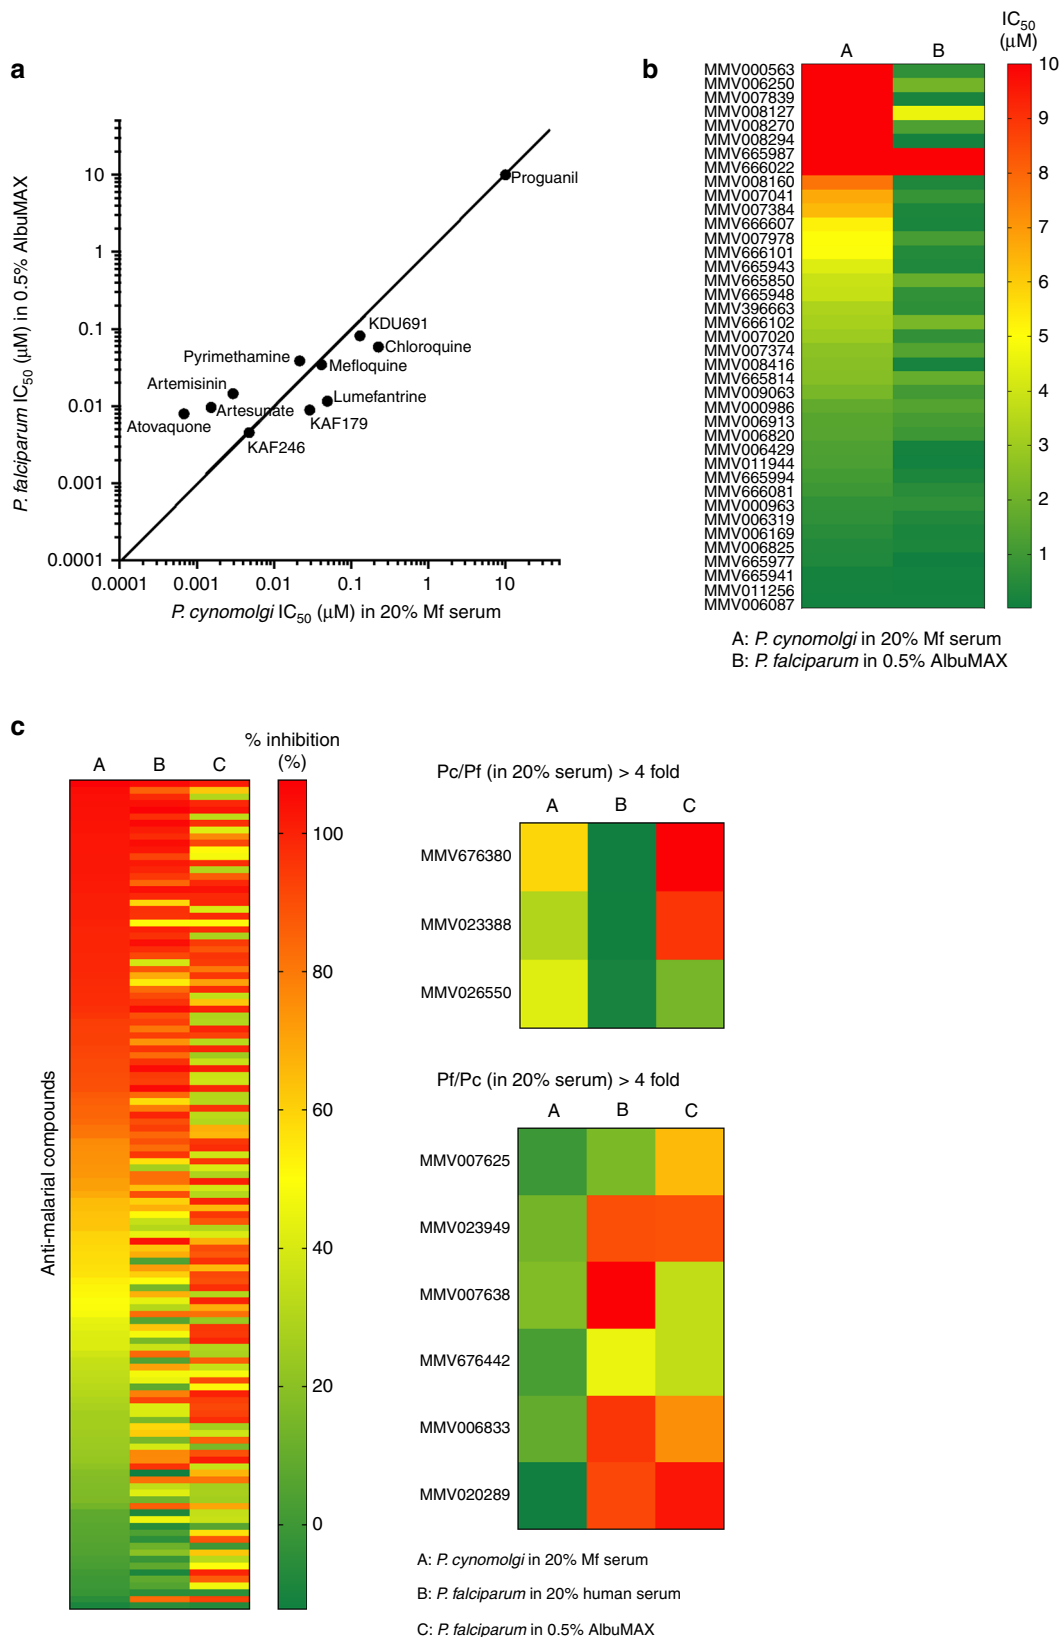 a
P. falciparum IC50 (μM) in 0.5% AlbuMAX
10
1
0.1
0.01
0.001
0.0001
0.0001
0.001
0.01
0.1
1
10
P. cynomolgi IC50 (μM) in 20% Mf serum
Proguanil
KDU691
Chloroquine
Pyrimethamine
Mefloquine
Artemisinin
Lumefantrine
Artesunate
KAF179
Atovaquone
KAF246
b
A
B
IC50
(μM)
MMV000563
MMV006250
MMV007839
MMV008127
MMV008270
MMV008294
MMV665987
MMV666022
MMV008160
MMV007041
MMV007384
MMV666607
MMV007978
MMV666101
MMV665943
MMV665850
MMV665948
MMV396663
MMV666102
MMV007020
MMV007374
MMV008416
MMV665814
MMV009063
MMV000986
MMV006913
MMV006820
MMV006429
MMV011944
MMV665994
MMV666081
MMV000963
MMV006319
MMV006169
MMV006825
MMV665977
MMV665941
MMV011256
MMV006087
10
9
8
7
6
5
4
3
2
1
A: P. cynomolgi in 20% Mf serum
B: P. falciparum in 0.5% AlbuMAX
c
A
B
C
% inhibition
(%)
Anti-malarial compounds
100
80
60
40
20
0
Pc/Pf (in 20% serum) > 4 fold
A
B
C
MMV676380
MMV023388
MMV026550
Pf/Pc (in 20% serum) > 4 fold
A
B
C
MMV007625
MMV023949
MMV007638
MMV676442
MMV006833
MMV020289
A: P. cynomolgi in 20% Mf serum
B: P. falciparum in 20% human serum
C: P. falciparum in 0.5% AlbuMAX